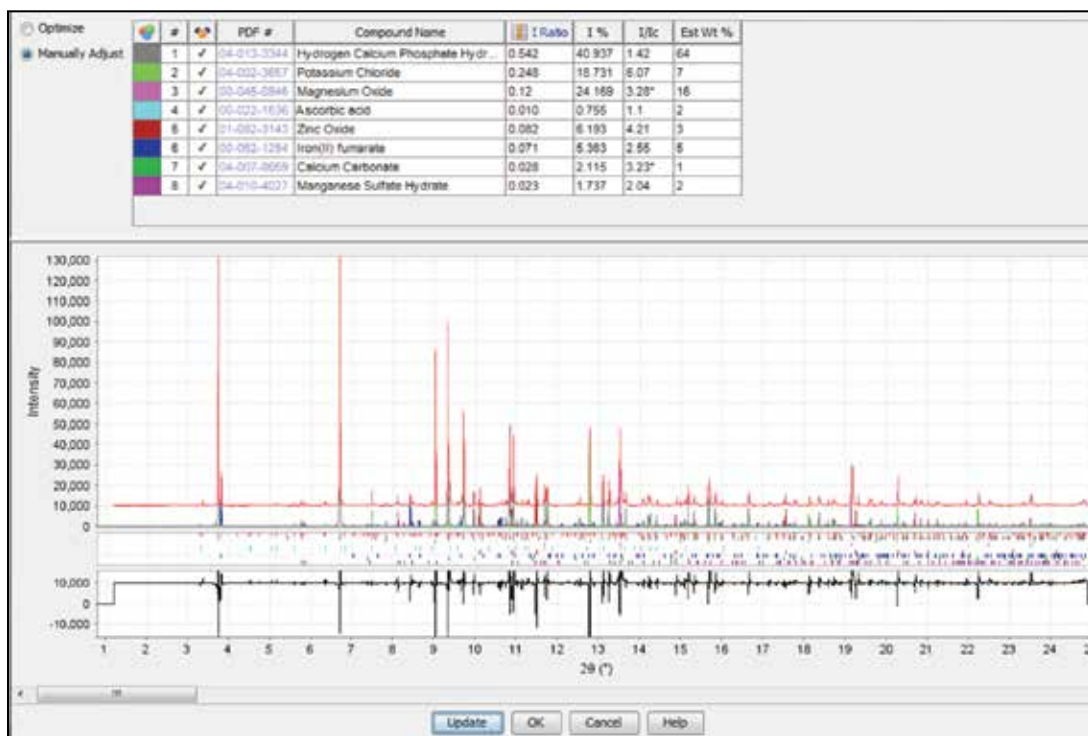 Optimize
Manually Adjust
# PDF # Compound Name I Ratio I % I/Ic Est Wt %
1 ✓ 04-013-3344 Hydrogen Calcium Phosphate Hydr... 0.542 40.937 1.42 64
2 ✓ Potassium Chloride 0.248 18.731 6.07 7
3 ✓ Magnesium Oxide 0.12 24.169 3.28* 16
4 ✓ Ascorbic acid 0.010 0.755 1.1 2
5 ✓ Zinc Oxide 0.082 6.193 4.21 3
6 ✓ Iron(II) fumarate 0.071 5.363 2.55 5
7 ✓ Calcium Carbonate 0.028 2.115 3.23* 1
8 ✓ Manganese Sulfate Hydrate 0.023 1.737 2.04 2
130,000
120,000
110,000
100,000
90,000
80,000
70,000
60,000
50,000
40,000
30,000
20,000
10,000
0
Intensity
10,000
0
-10,000
1 2 3 4 5 6 7 8 9 10 11 12 13 14 15 16 17 18 19 20 21 22 23 24
2θ (°)
Update OK Cancel Help